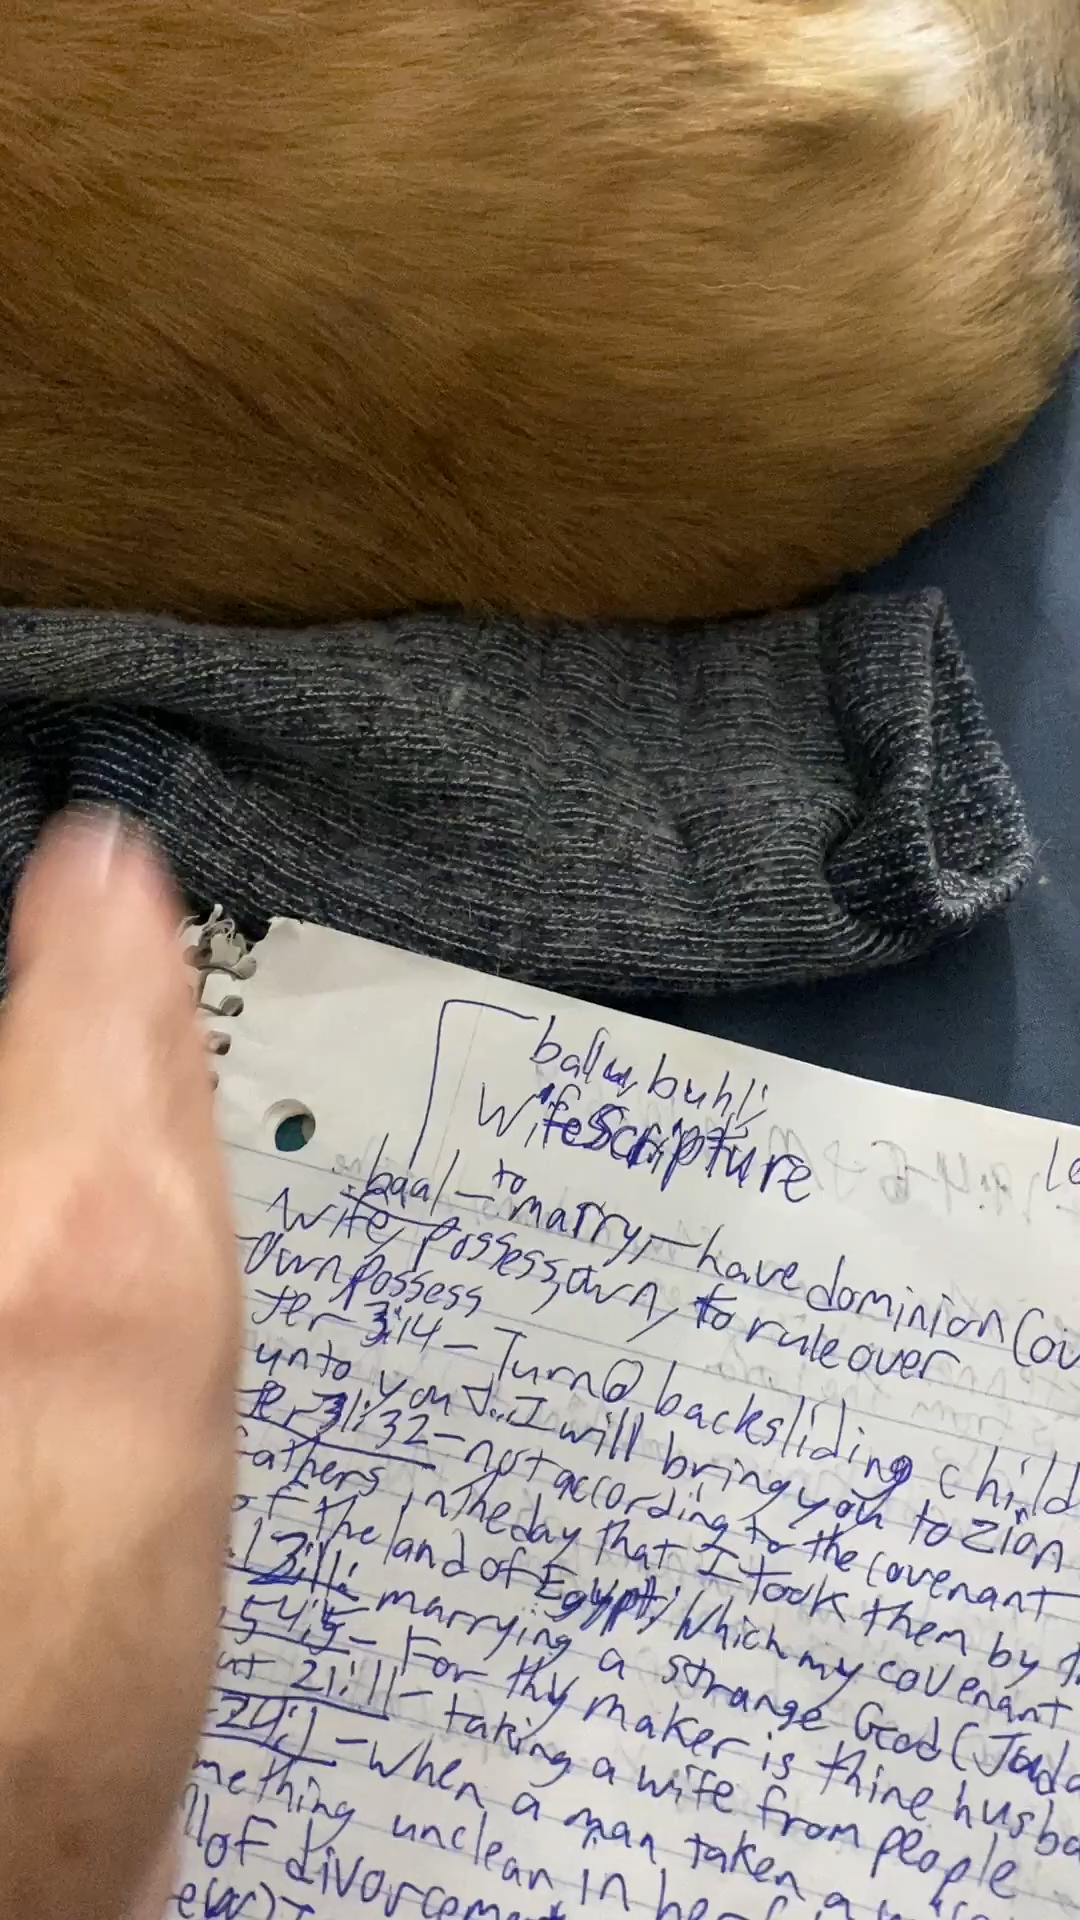 baʿlu, buhl;
Wife Scripture
baal - to marry, - have dominion (ov
Wife, possess, own, to rule over
own possess
Jer 3:14 - Turn O backsliding child
unto you ... I will bring you to Zion
Jer 31:32 - not according to the covenant
Fathers in the day that I took them by th
of the land of Egypt, Which my covenant
. 2:11: marrying a strange God (Juda
54:5 - For thy maker is thine husba
ut 21:11 - taking a wife from people
24:1 - When a man taken a
mething unclean in he
ll of divorcement